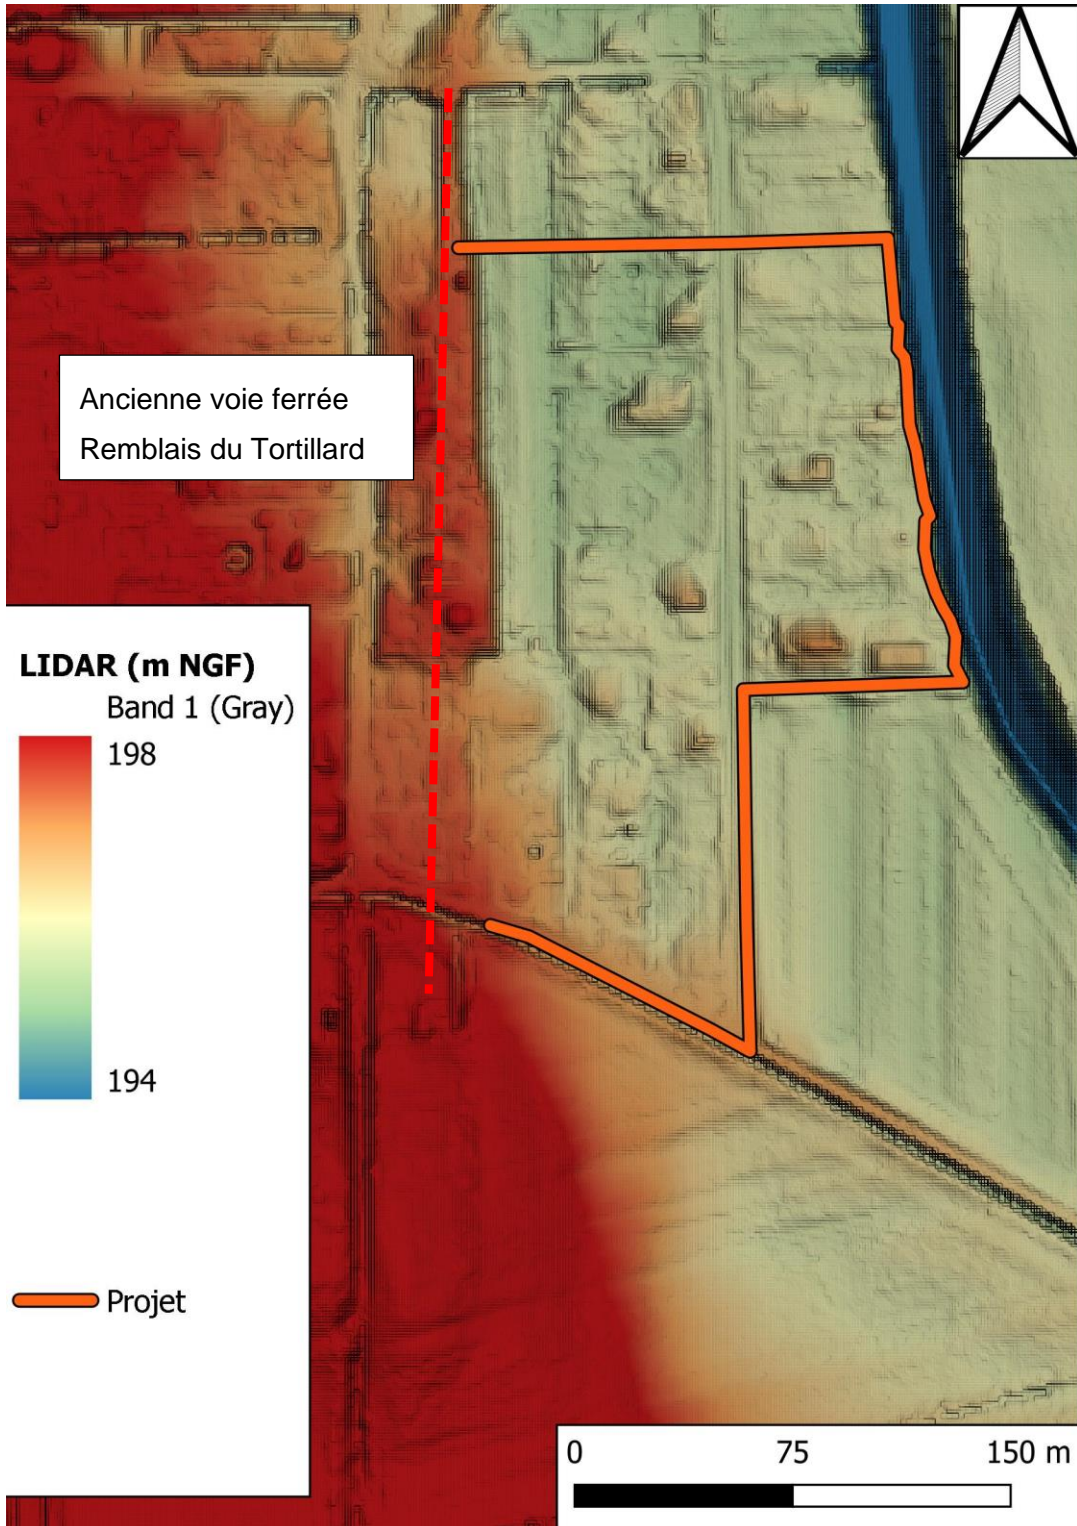 Ancienne voie ferrée
Remblais du Tortillard
LIDAR (m NGF)
Band 1 (Gray)
198
194
Projet
0 75 150 m